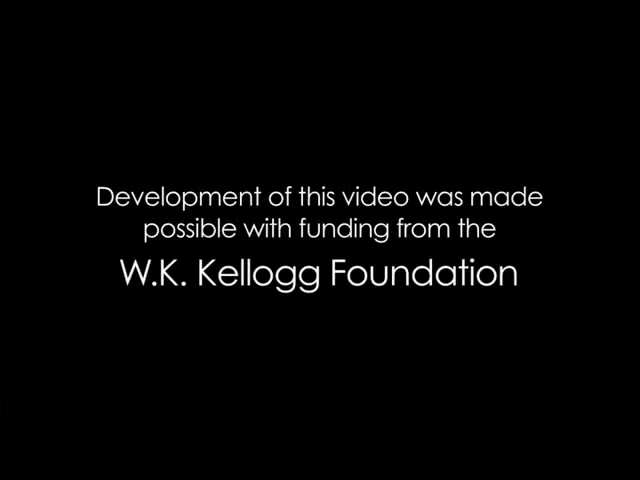 Development of this video was made
possible with funding from the
W.K. Kellogg Foundation